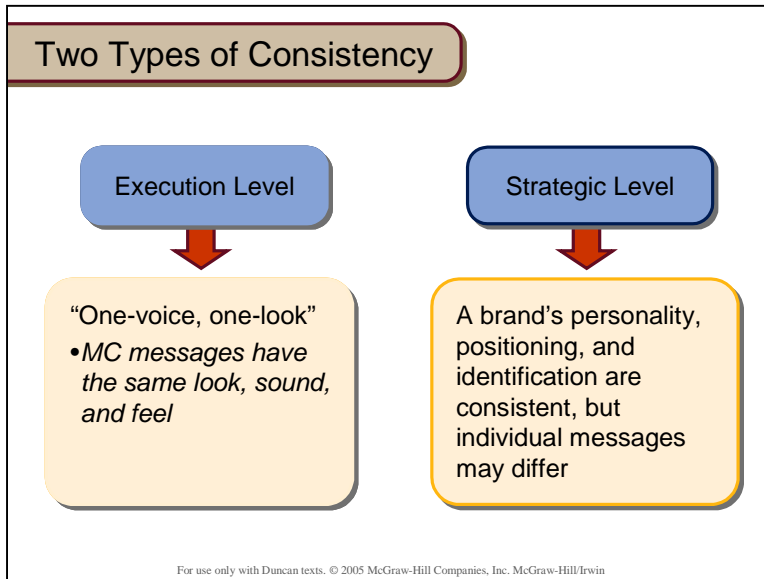 Two Types of Consistency
Execution Level
“One-voice, one-look”
•MC messages have
the same look, sound,
and feel
Strategic Level
A brand’s personality,
positioning, and
identification are
consistent, but
individual messages
may differ
For use only with Duncan texts. © 2005 McGraw-Hill Companies, Inc. McGraw-Hill/Irwin